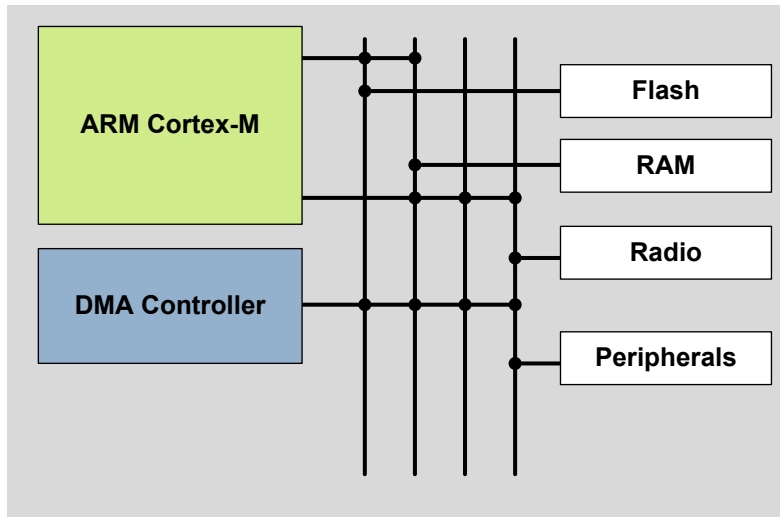 ARM Cortex-M
DMA Controller
Flash
RAM
Radio
Peripherals